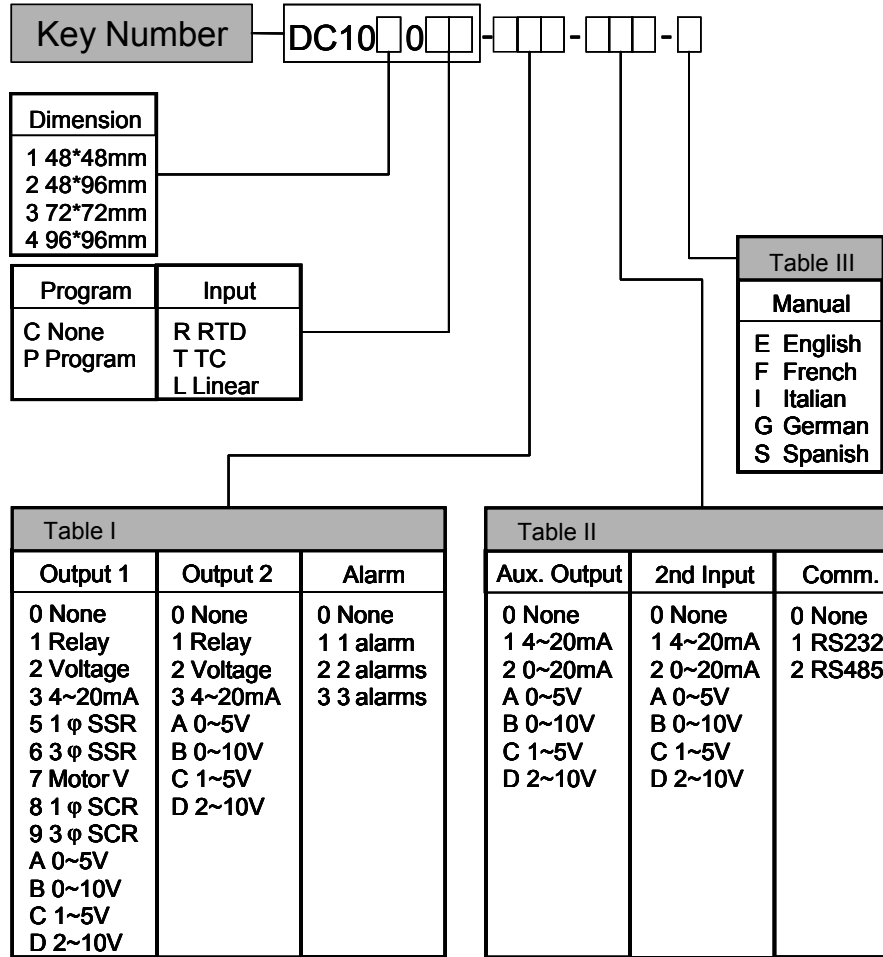 Key Number
DC10□0□□-□□□-□□□-□
Dimension
1 48*48mm
2 48*96mm
3 72*72mm
4 96*96mm
Program
C None
P Program
Input
R RTD
T TC
L Linear
Table III
Manual
E English
F French
I Italian
G German
S Spanish
Table I
Output 1
0 None
1 Relay
2 Voltage
3 4~20mA
5 1 φ SSR
6 3 φ SSR
7 Motor V
8 1 φ SCR
9 3 φ SCR
A 0~5V
B 0~10V
C 1~5V
D 2~10V
Output 2
0 None
1 Relay
2 Voltage
3 4~20mA
A 0~5V
B 0~10V
C 1~5V
D 2~10V
Alarm
0 None
1 1 alarm
2 2 alarms
3 3 alarms
Table II
Aux. Output
0 None
1 4~20mA
2 0~20mA
A 0~5V
B 0~10V
C 1~5V
D 2~10V
2nd Input
0 None
1 4~20mA
2 0~20mA
A 0~5V
B 0~10V
C 1~5V
D 2~10V
Comm.
0 None
1 RS232
2 RS485